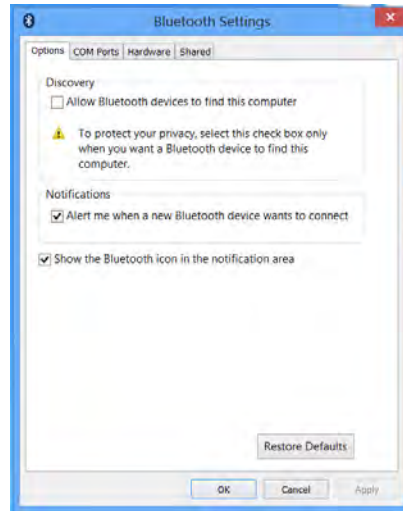 Bluetooth Settings
Options COM Ports Hardware Shared
Discovery
Allow Bluetooth devices to find this computer
To protect your privacy, select this check box only
when you want a Bluetooth device to find this
computer.
Notifications
Alert me when a new Bluetooth device wants to connect
Show the Bluetooth icon in the notification area
Restore Defaults
OK Cancel Apply